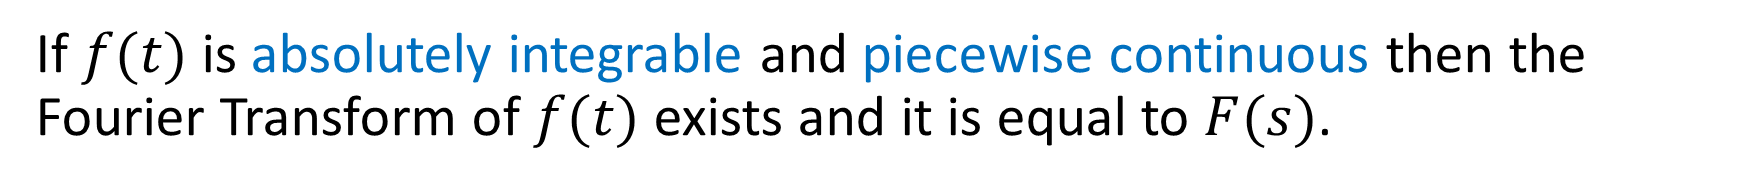 If f(t) is absolutely integrable and piecewise continuous then the
Fourier Transform of f(t) exists and it is equal to F(s).